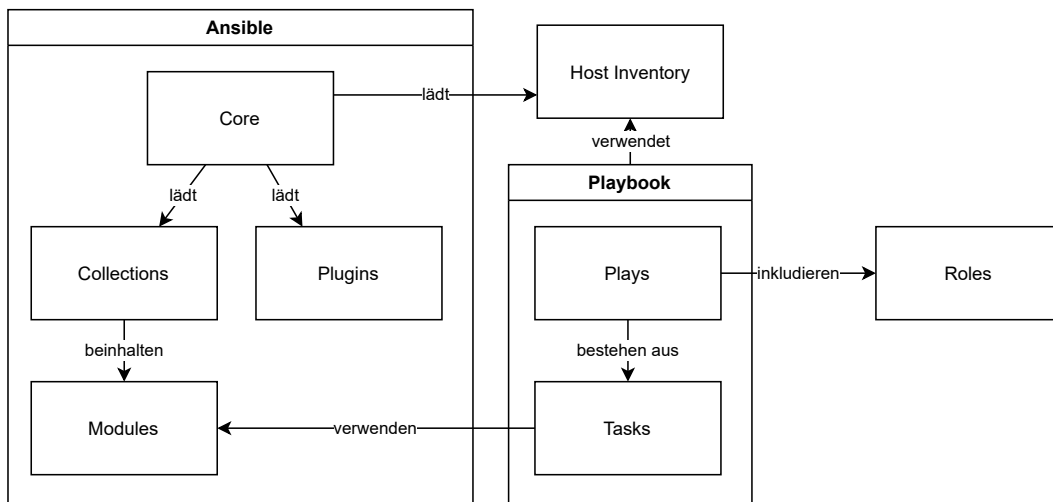 Ansible
Core
lädt
Host Inventory
verwendet
Playbook
lädt
lädt
Collections
Plugins
Plays
inkludieren
Roles
beinhalten
bestehen aus
Modules
verwenden
Tasks